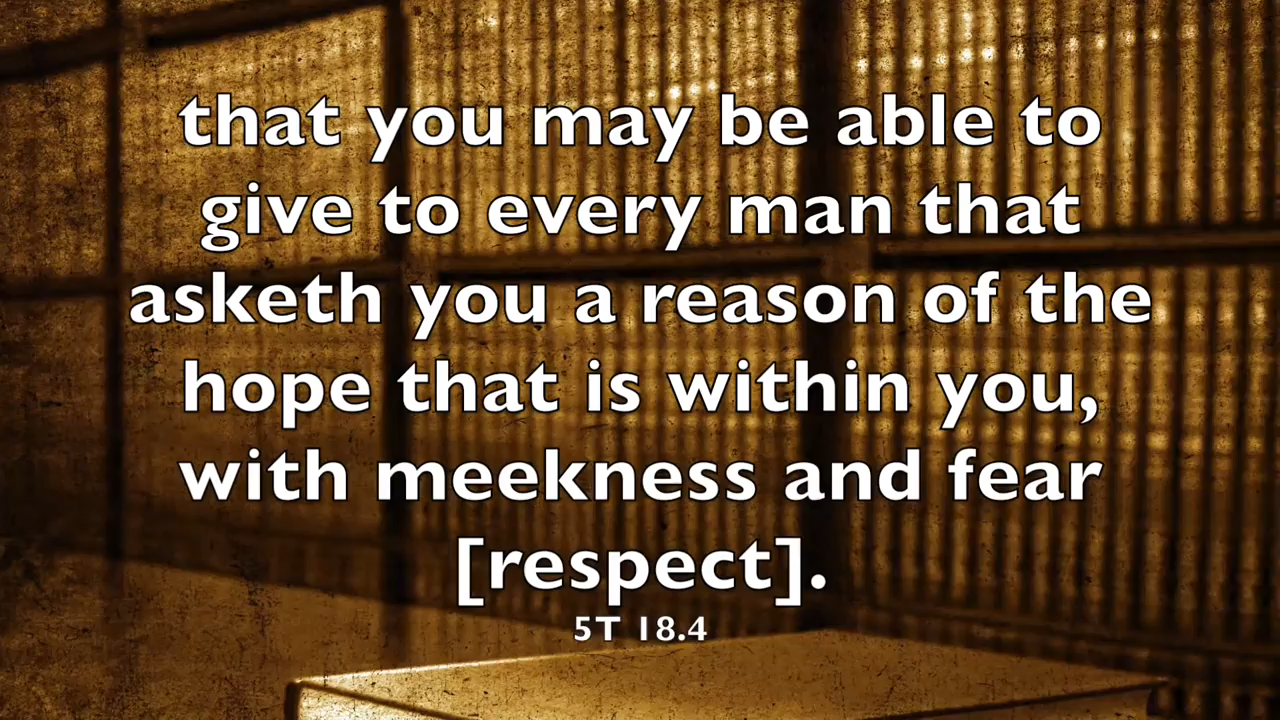 that you may be able to
give to every man that
asketh you a reason of the
hope that is within you,
with meekness and fear
[respect].
5T 18.4